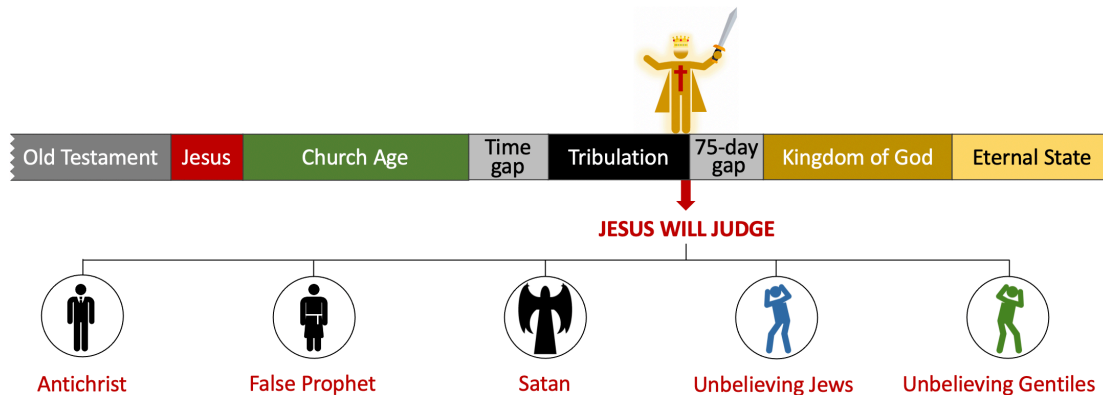 Old Testament
Jesus
Church Age
Time
gap
Tribulation
75-day
gap
Kingdom of God
Eternal State
JESUS WILL JUDGE
Antichrist
False Prophet
Satan
Unbelieving Jews
Unbelieving Gentiles